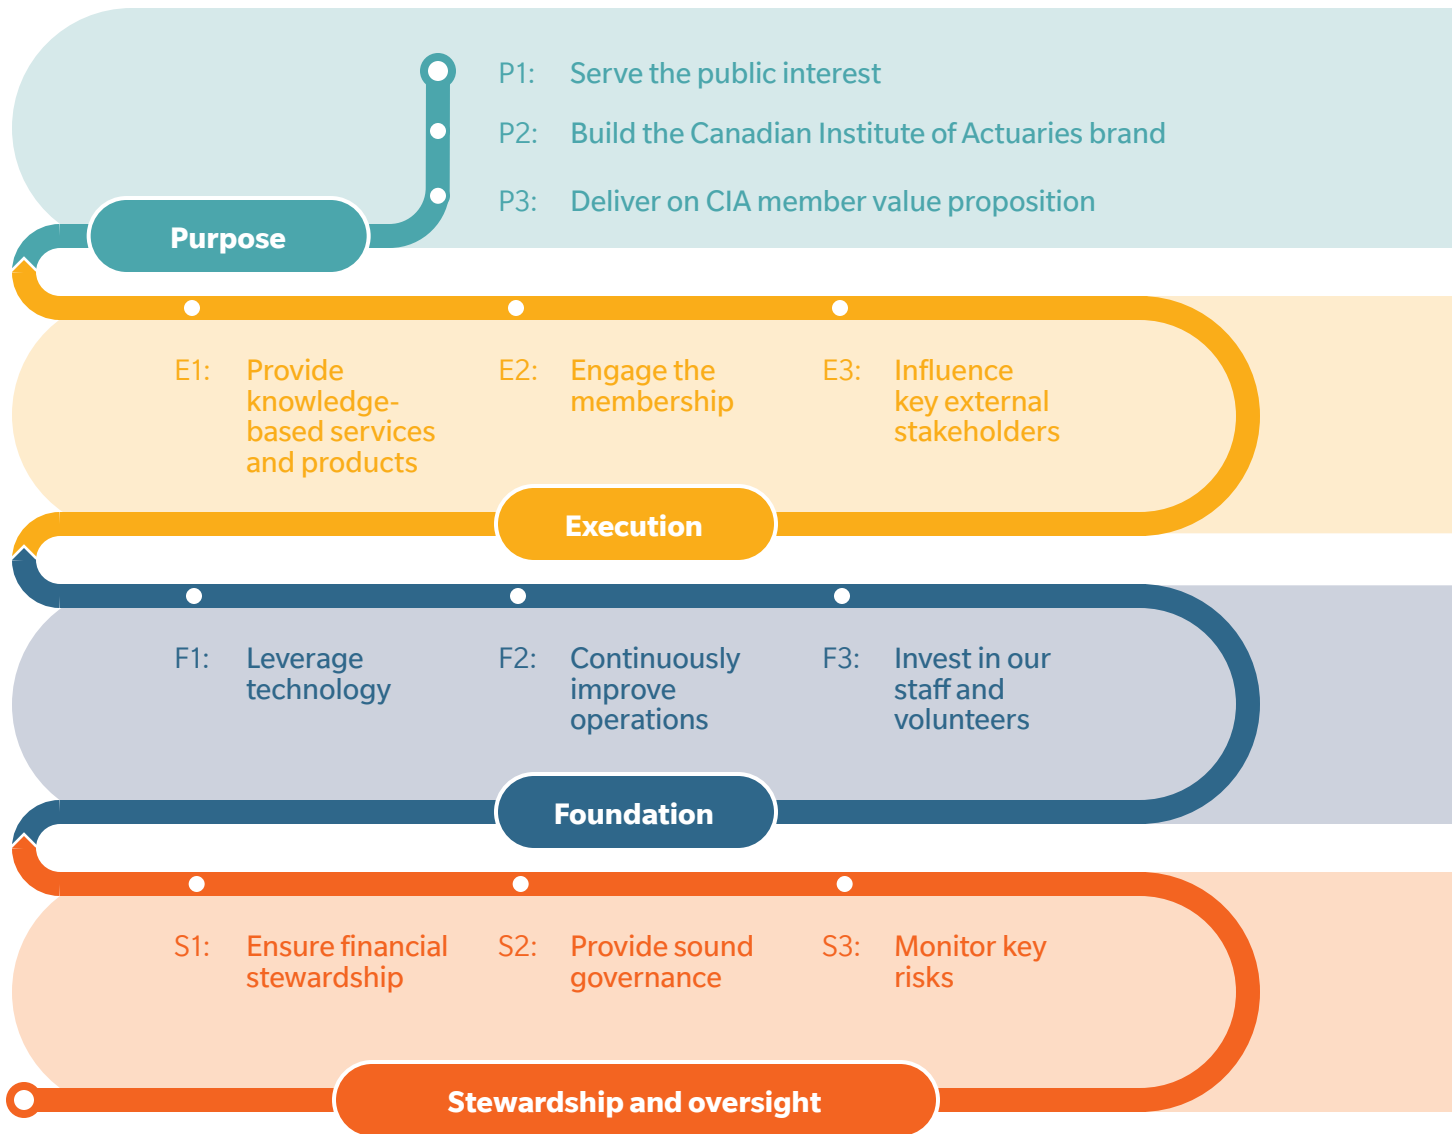 P1: Serve the public interest
P2: Build the Canadian Institute of Actuaries brand
P3: Deliver on CIA member value proposition
Purpose
E1: Provide
knowledge-
based services
and products
E2: Engage the
membership
E3: Influence
key external
stakeholders
Execution
F1: Leverage
technology
F2: Continuously
improve
operations
F3: Invest in our
staff and
volunteers
Foundation
S1: Ensure financial
stewardship
S2: Provide sound
governance
S3: Monitor key
risks
Stewardship and oversight